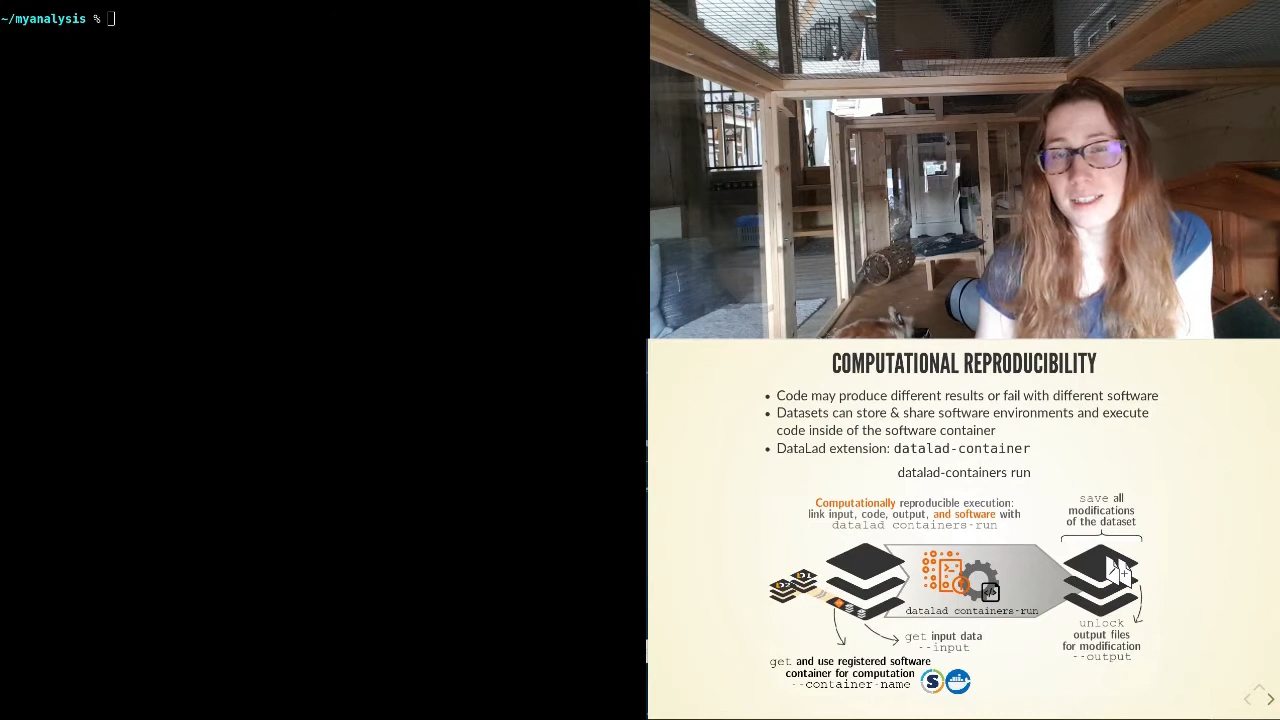 ~/myanalysis %
COMPUTATIONAL REPRODUCIBILITY
Code may produce different results or fail with different software
Datasets can store & share software environments and execute
code inside of the software container
DataLad extension: datalad-container
datalad-containers run
Computationally reproducible execution:
link input, code, output, and software with
datalad containers-run
save all
modifications
of the dataset
datalad containers-run
get input data
--input
get and use registered software
container for computation
--container-name
unlock
output files
for modification
--output